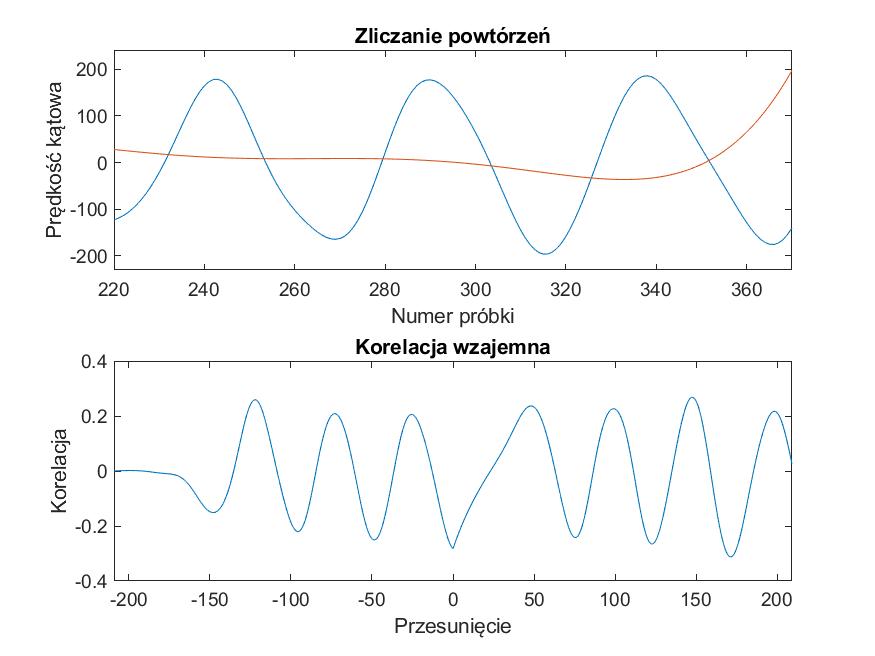 Zliczanie powtórzeń
Prędkość kątowa
200
100
0
-100
-200
220 240 260 280 300 320 340 360
Numer próbki
Korelacja wzajemna
Korelacja
0.4
0.2
0
-0.2
-0.4
-200 -150 -100 -50 0 50 100 150 200
Przesunięcie